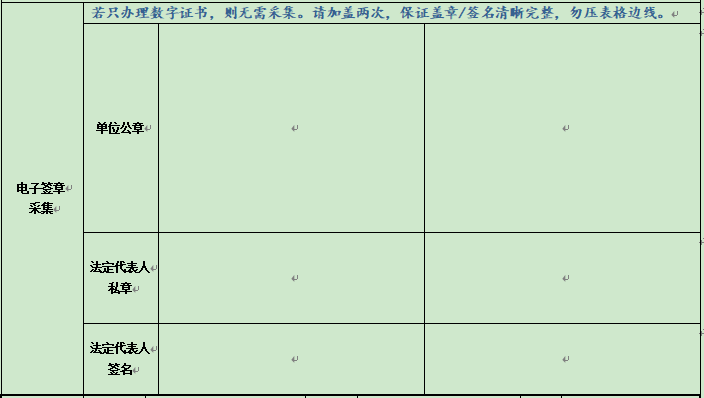 若只办理数字证书，则无需采集。请加盖两次，保证盖章/签名清晰完整，勿压表格边线。
单位公章
电子签章
采集
法定代表人
私章
法定代表人
签名